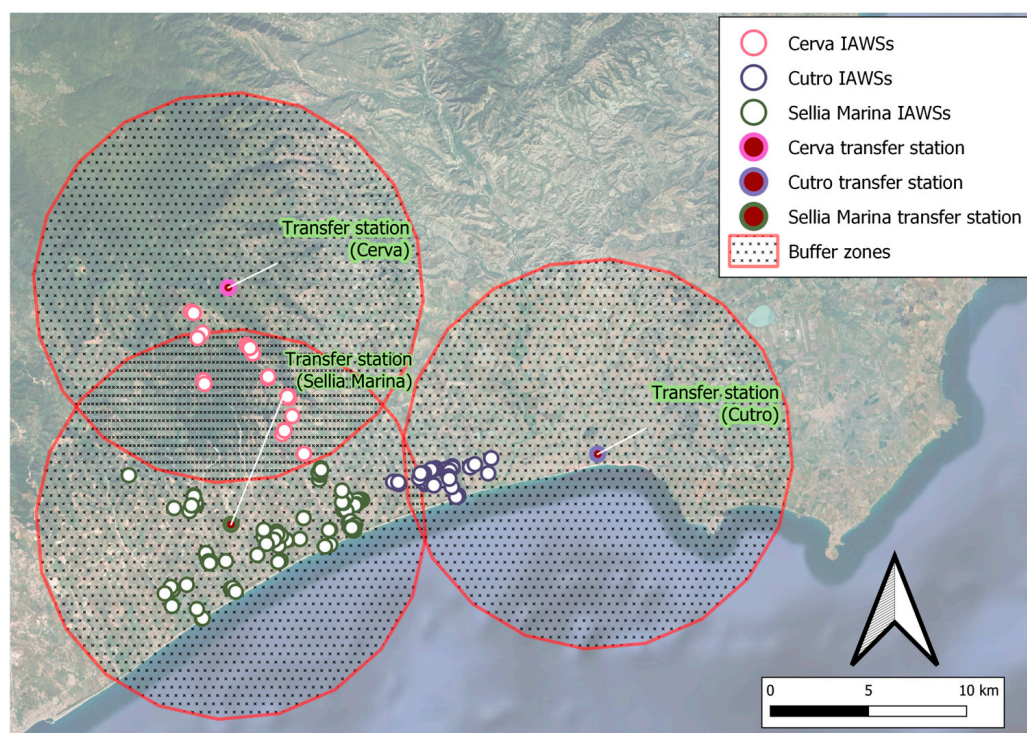 Cerva IAWSs
Cutro IAWSs
Sellia Marina IAWSs
Cerva transfer station
Cutro transfer station
Sellia Marina transfer station
Buffer zones
Transfer station
(Cerva)
Transfer station
(Sellia Marina)
Transfer station
(Cutro)
0 5 10 km